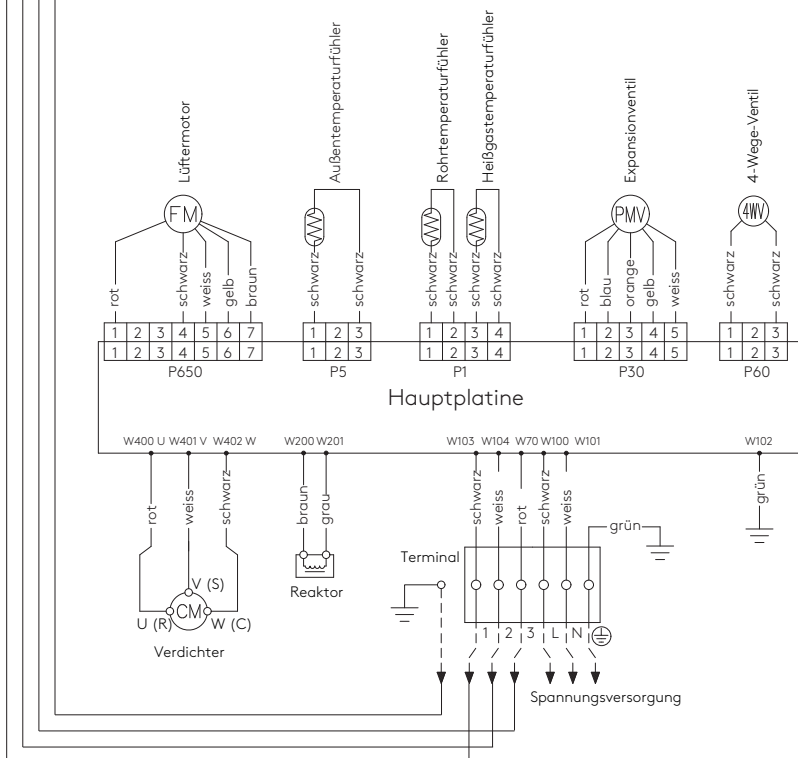 Lüftermotor
Außentemperaturfühler
Rohrtemperaturfühler
Heißgastemperaturfühler
Expansionventil
4-Wege-Ventil
FM
PMV
4WV
rot schwarz weiss gelb braun
schwarz schwarz
schwarz schwarz schwarz schwarz
rot blau orange gelb weiss
schwarz schwarz
1 2 3 4 5 6 7 1 2 3 1 2 3 4 1 2 3 4 5 1 2 3
1 2 3 4 5 6 7 1 2 3 1 2 3 4 1 2 3 4 5 1 2 3
P650 P5 P1 P30 P60
Hauptplatine
W400 U W401 V W402 W W200 W201 W103 W104 W70 W100 W101 W102
rot weiss schwarz braun grau schwarz weiss rot schwarz weiss grün
grün
Terminal
V (S)
CM
U (R) W (C)
Reaktor
Verdichter
1 2 3 L N
Spannungsversorgung